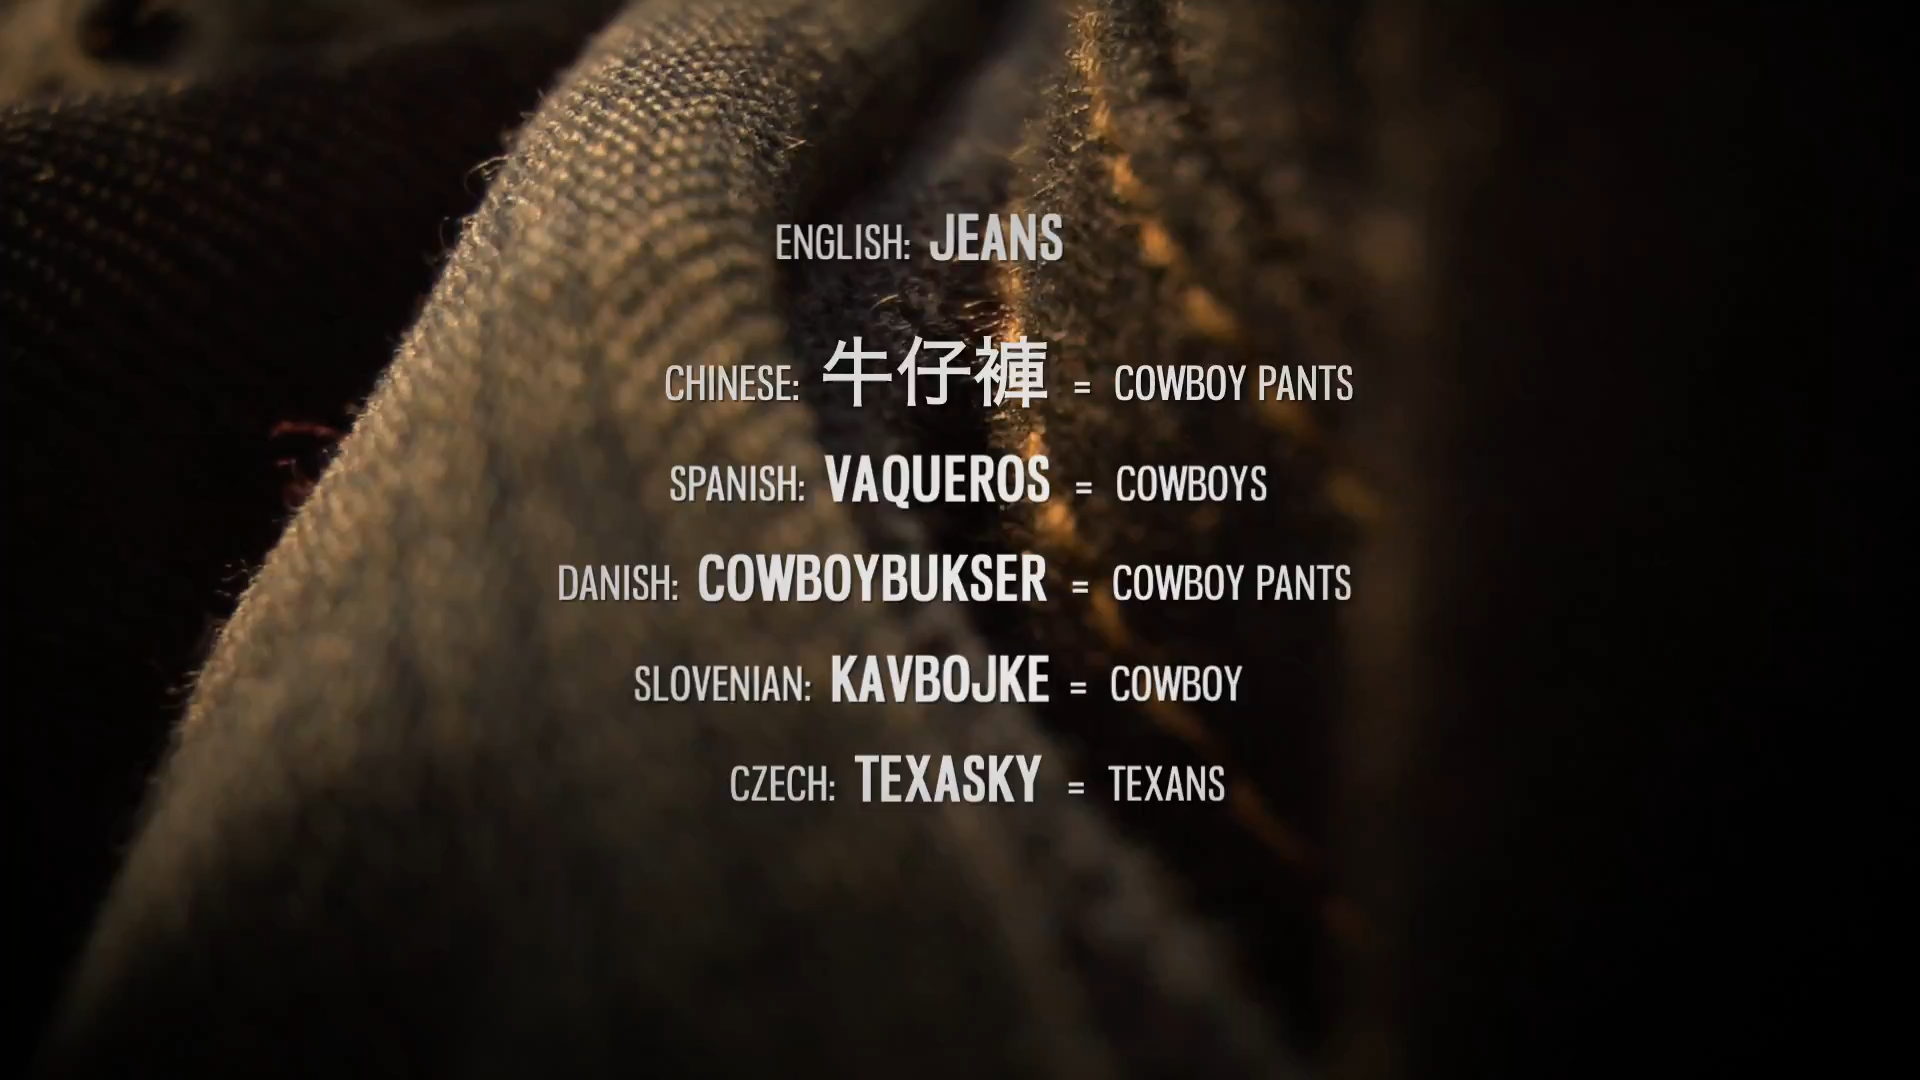 ENGLISH: JEANS
CHINESE: 牛仔褲 = COWBOY PANTS
SPANISH: VAQUEROS = COWBOYS
DANISH: COWBOYBUKSER = COWBOY PANTS
SLOVENIAN: KAVBOJKE = COWBOY
CZECH: TEXASKY = TEXANS